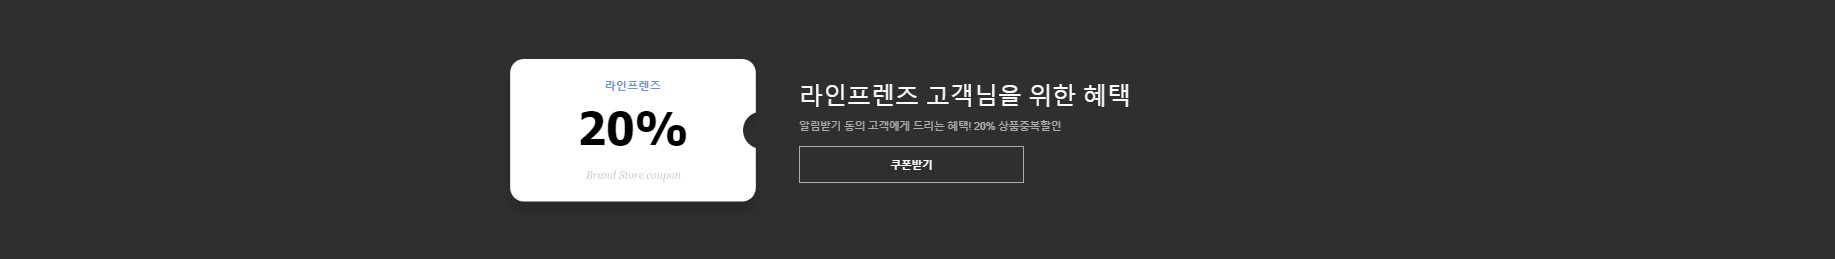 라인프렌즈
20%
Brand Store coupon
라인프렌즈 고객님을 위한 혜택
알림받기 동의 고객에게 드리는 혜택! 20% 상품중복할인
쿠폰받기